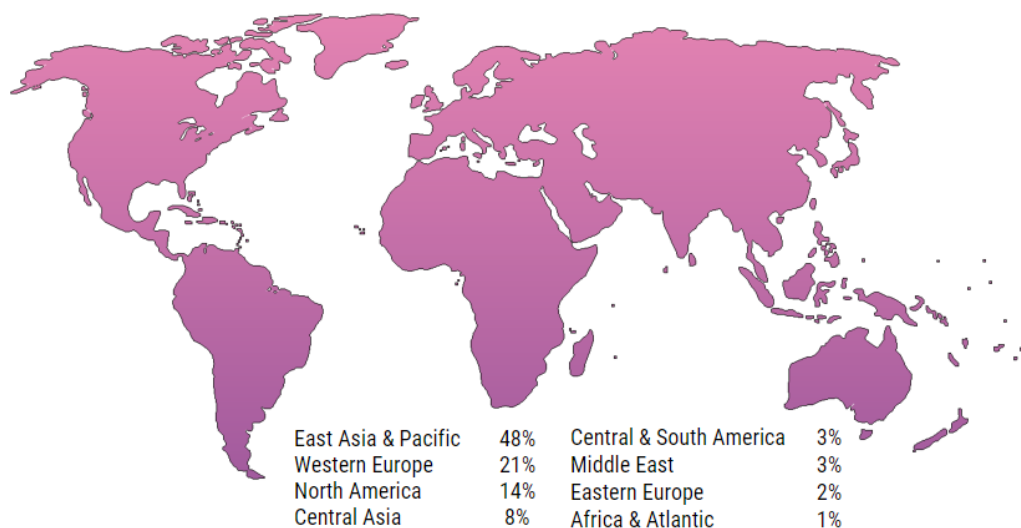 East Asia & Pacific 48%
Western Europe 21%
North America 14%
Central Asia 8%
Central & South America 3%
Middle East 3%
Eastern Europe 2%
Africa & Atlantic 1%